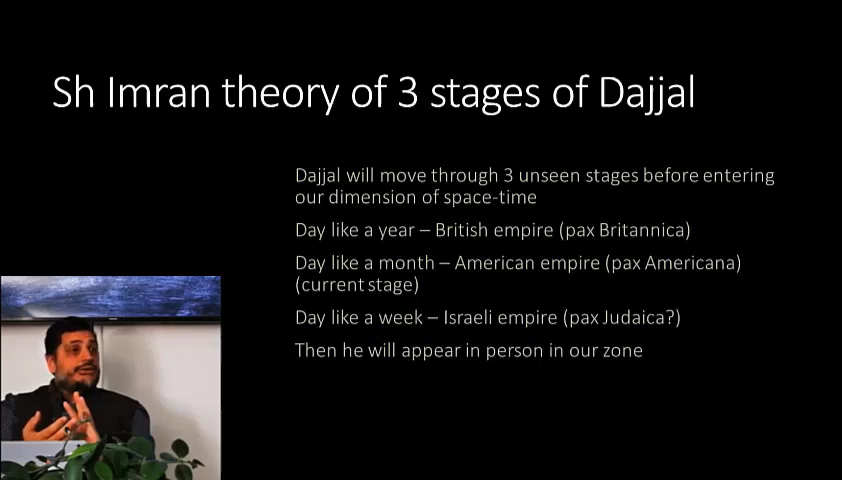 Sh Imran theory of 3 stages of Dajjal
Dajjal will move through 3 unseen stages before entering
our dimension of space-time
Day like a year – British empire (pax Britannica)
Day like a month – American empire (pax Americana)
(current stage)
Day like a week – Israeli empire (pax Judaica?)
Then he will appear in person in our zone